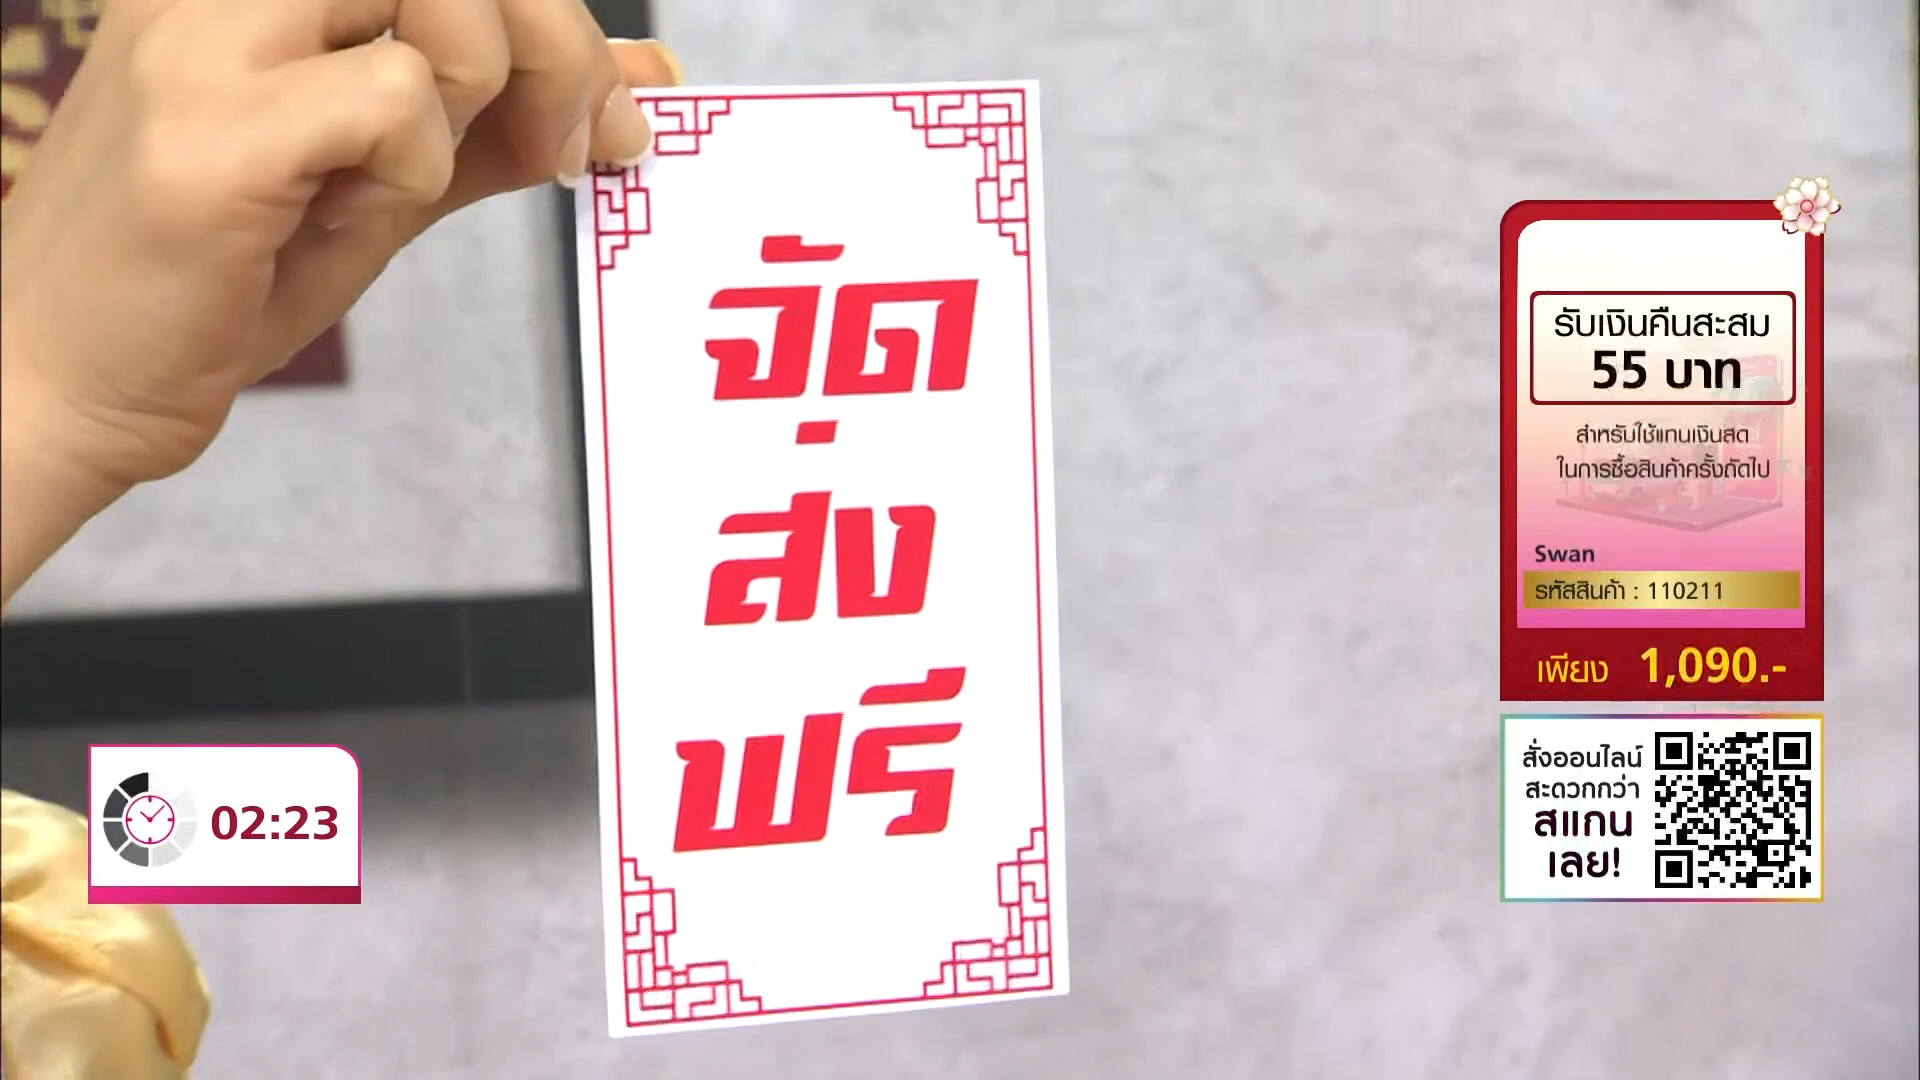 จัด
ส่ง
ฟรี
รับเงินคืนสะสม
55 บาท
สำหรับใช้แทนเงินสด
ในการซื้อสินค้าครั้งถัดไป
Swan
รหัสสินค้า : 110211
เพียง 1,090.-
สั่งออนไลน์
สะดวกกว่า
สแกน
เลย!
02:23